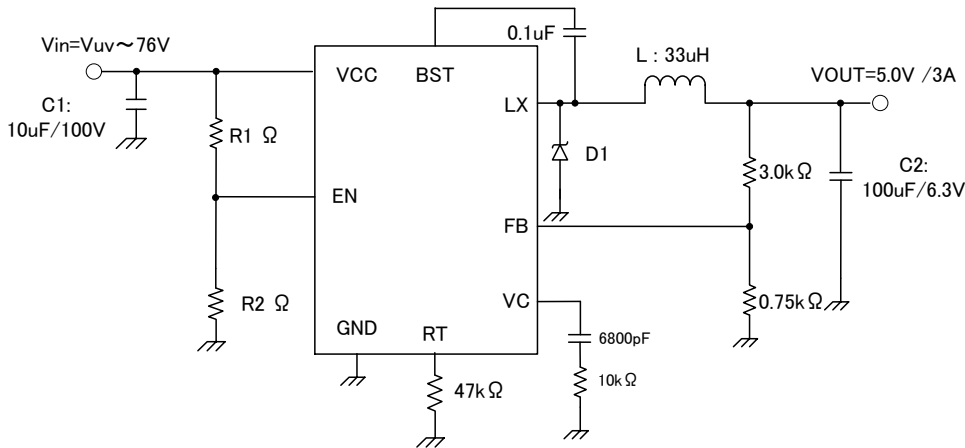 Vin=Vuv～76V
C1:
10uF/100V
R1 Ω
R2 Ω
VCC
BST
LX
EN
FB
VC
GND
RT
0.1uF
L : 33uH
VOUT=5.0V /3A
D1
3.0kΩ
C2:
100uF/6.3V
0.75kΩ
6800pF
10kΩ
47kΩ